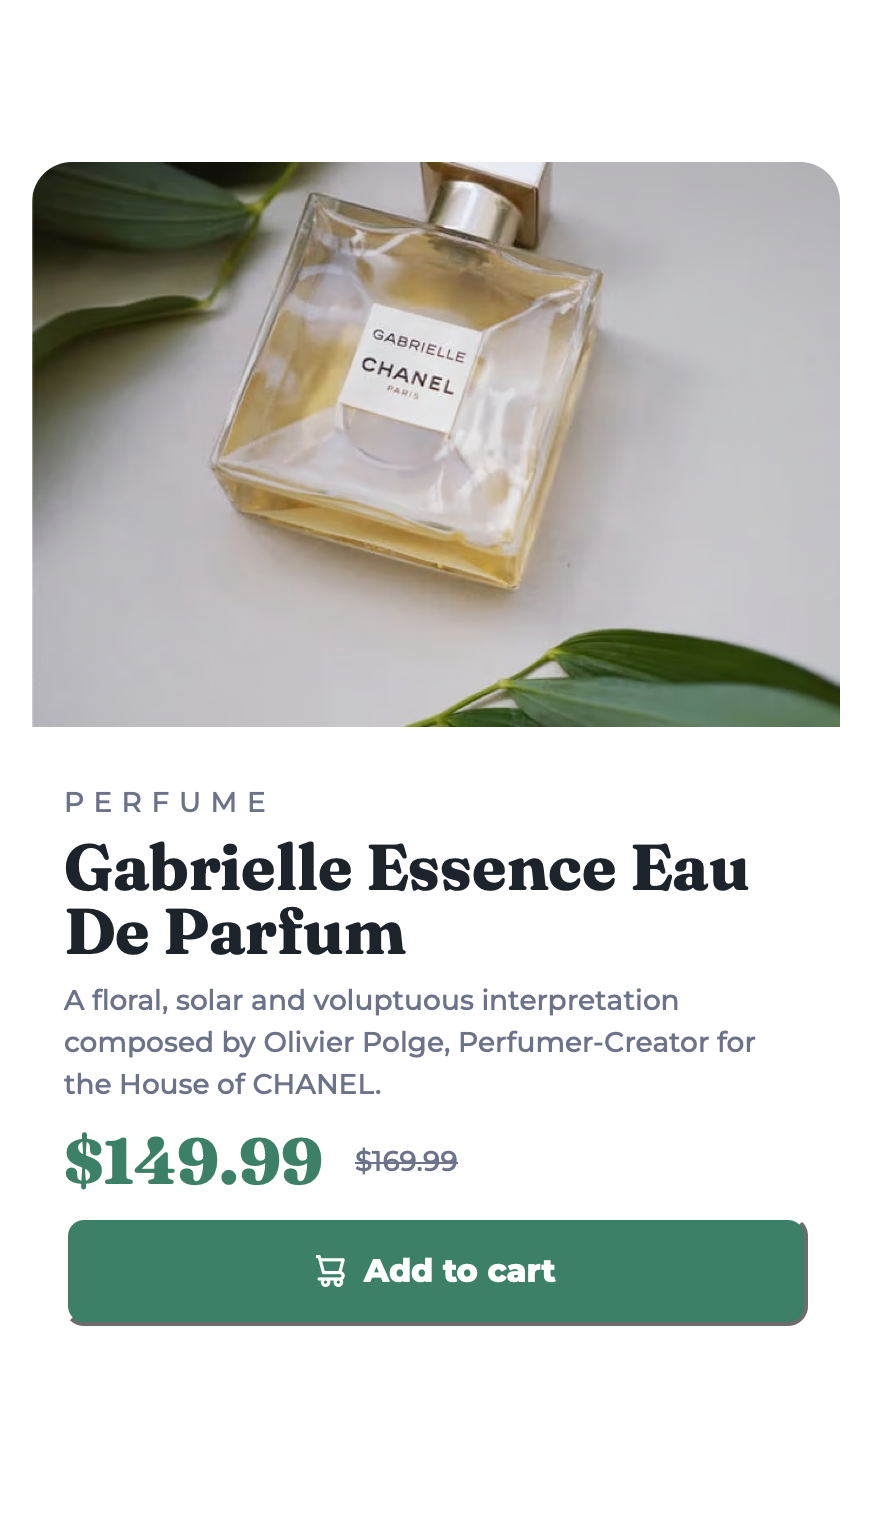 GABRIELLE
CHANEL
PARIS
PERFUME
Gabrielle Essence Eau
De Parfum
A floral, solar and voluptuous interpretation
composed by Olivier Polge, Perfumer-Creator for
the House of CHANEL.
$149.99 $169.99
Add to cart